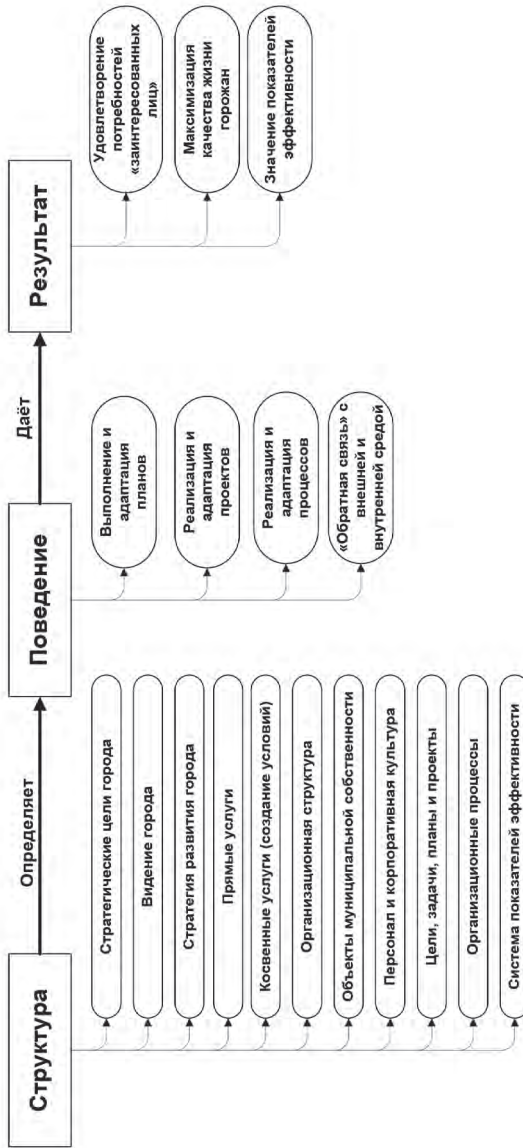 Структура
Определяет
Стратегические цели города
Видение города
Стратегия развития города
Прямые услуги
Косвенные услуги (создание условий)
Организационная структура
Объекты муниципальной собственности
Персонал и корпоративная культура
Цели, задачи, планы и проекты
Организационные процессы
Система показателей эффективности
Поведение
Даёт
Выполнение и
адаптация
планов
Реализация и
адаптация
проектов
Реализация и
адаптация
процессов
«Обратная связь» с
внешней и
внутренней средой
Результат
Удовлетворение
потребностей
«заинтересованных
лиц»
Максимизация
качества жизни
горожан
Значение показателей
эффективности